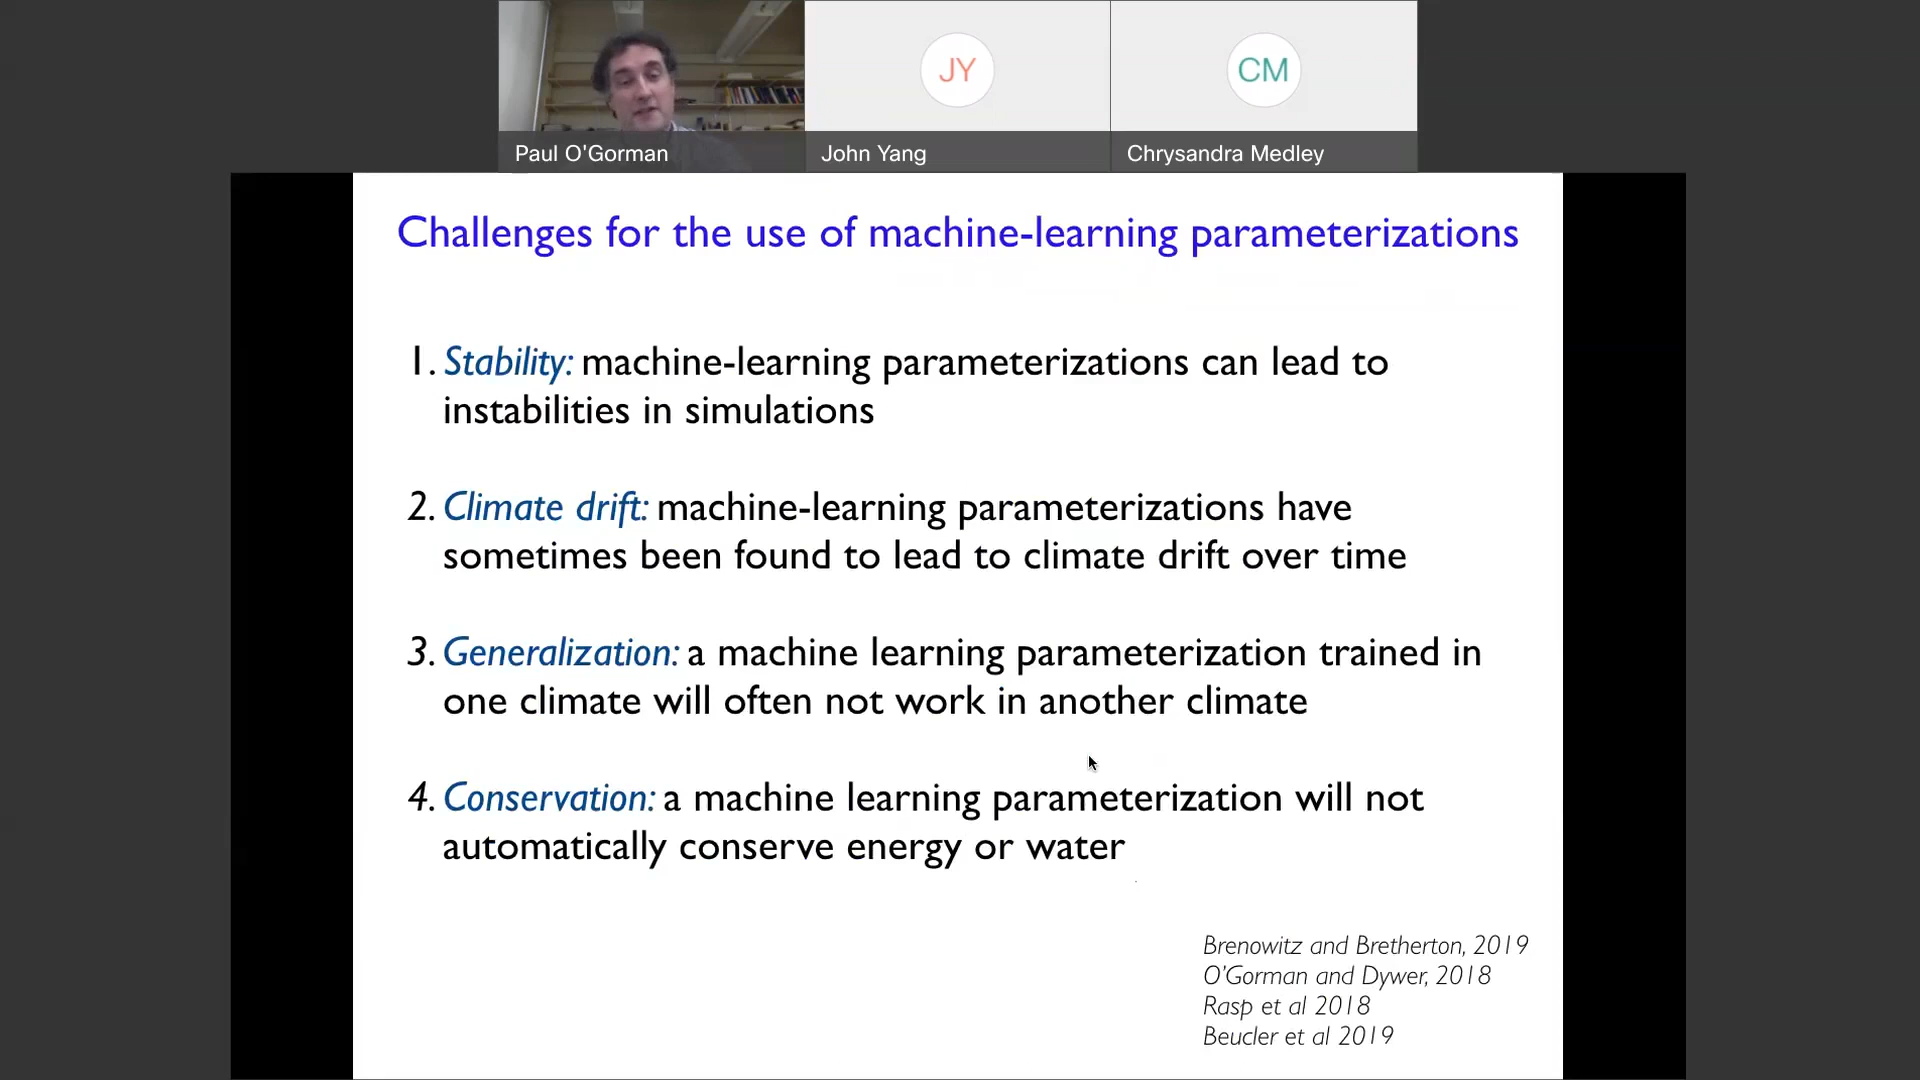 JY
CM
Paul O'Gorman
John Yang
Chrysandra Medley
Challenges for the use of machine-learning parameterizations
1. Stability: machine-learning parameterizations can lead to
instabilities in simulations
2. Climate drift: machine-learning parameterizations have
sometimes been found to lead to climate drift over time
3. Generalization: a machine learning parameterization trained in
one climate will often not work in another climate
4. Conservation: a machine learning parameterization will not
automatically conserve energy or water
Brenowitz and Bretherton, 2019
O'Gorman and Dywer, 2018
Rasp et al 2018
Beucler et al 2019